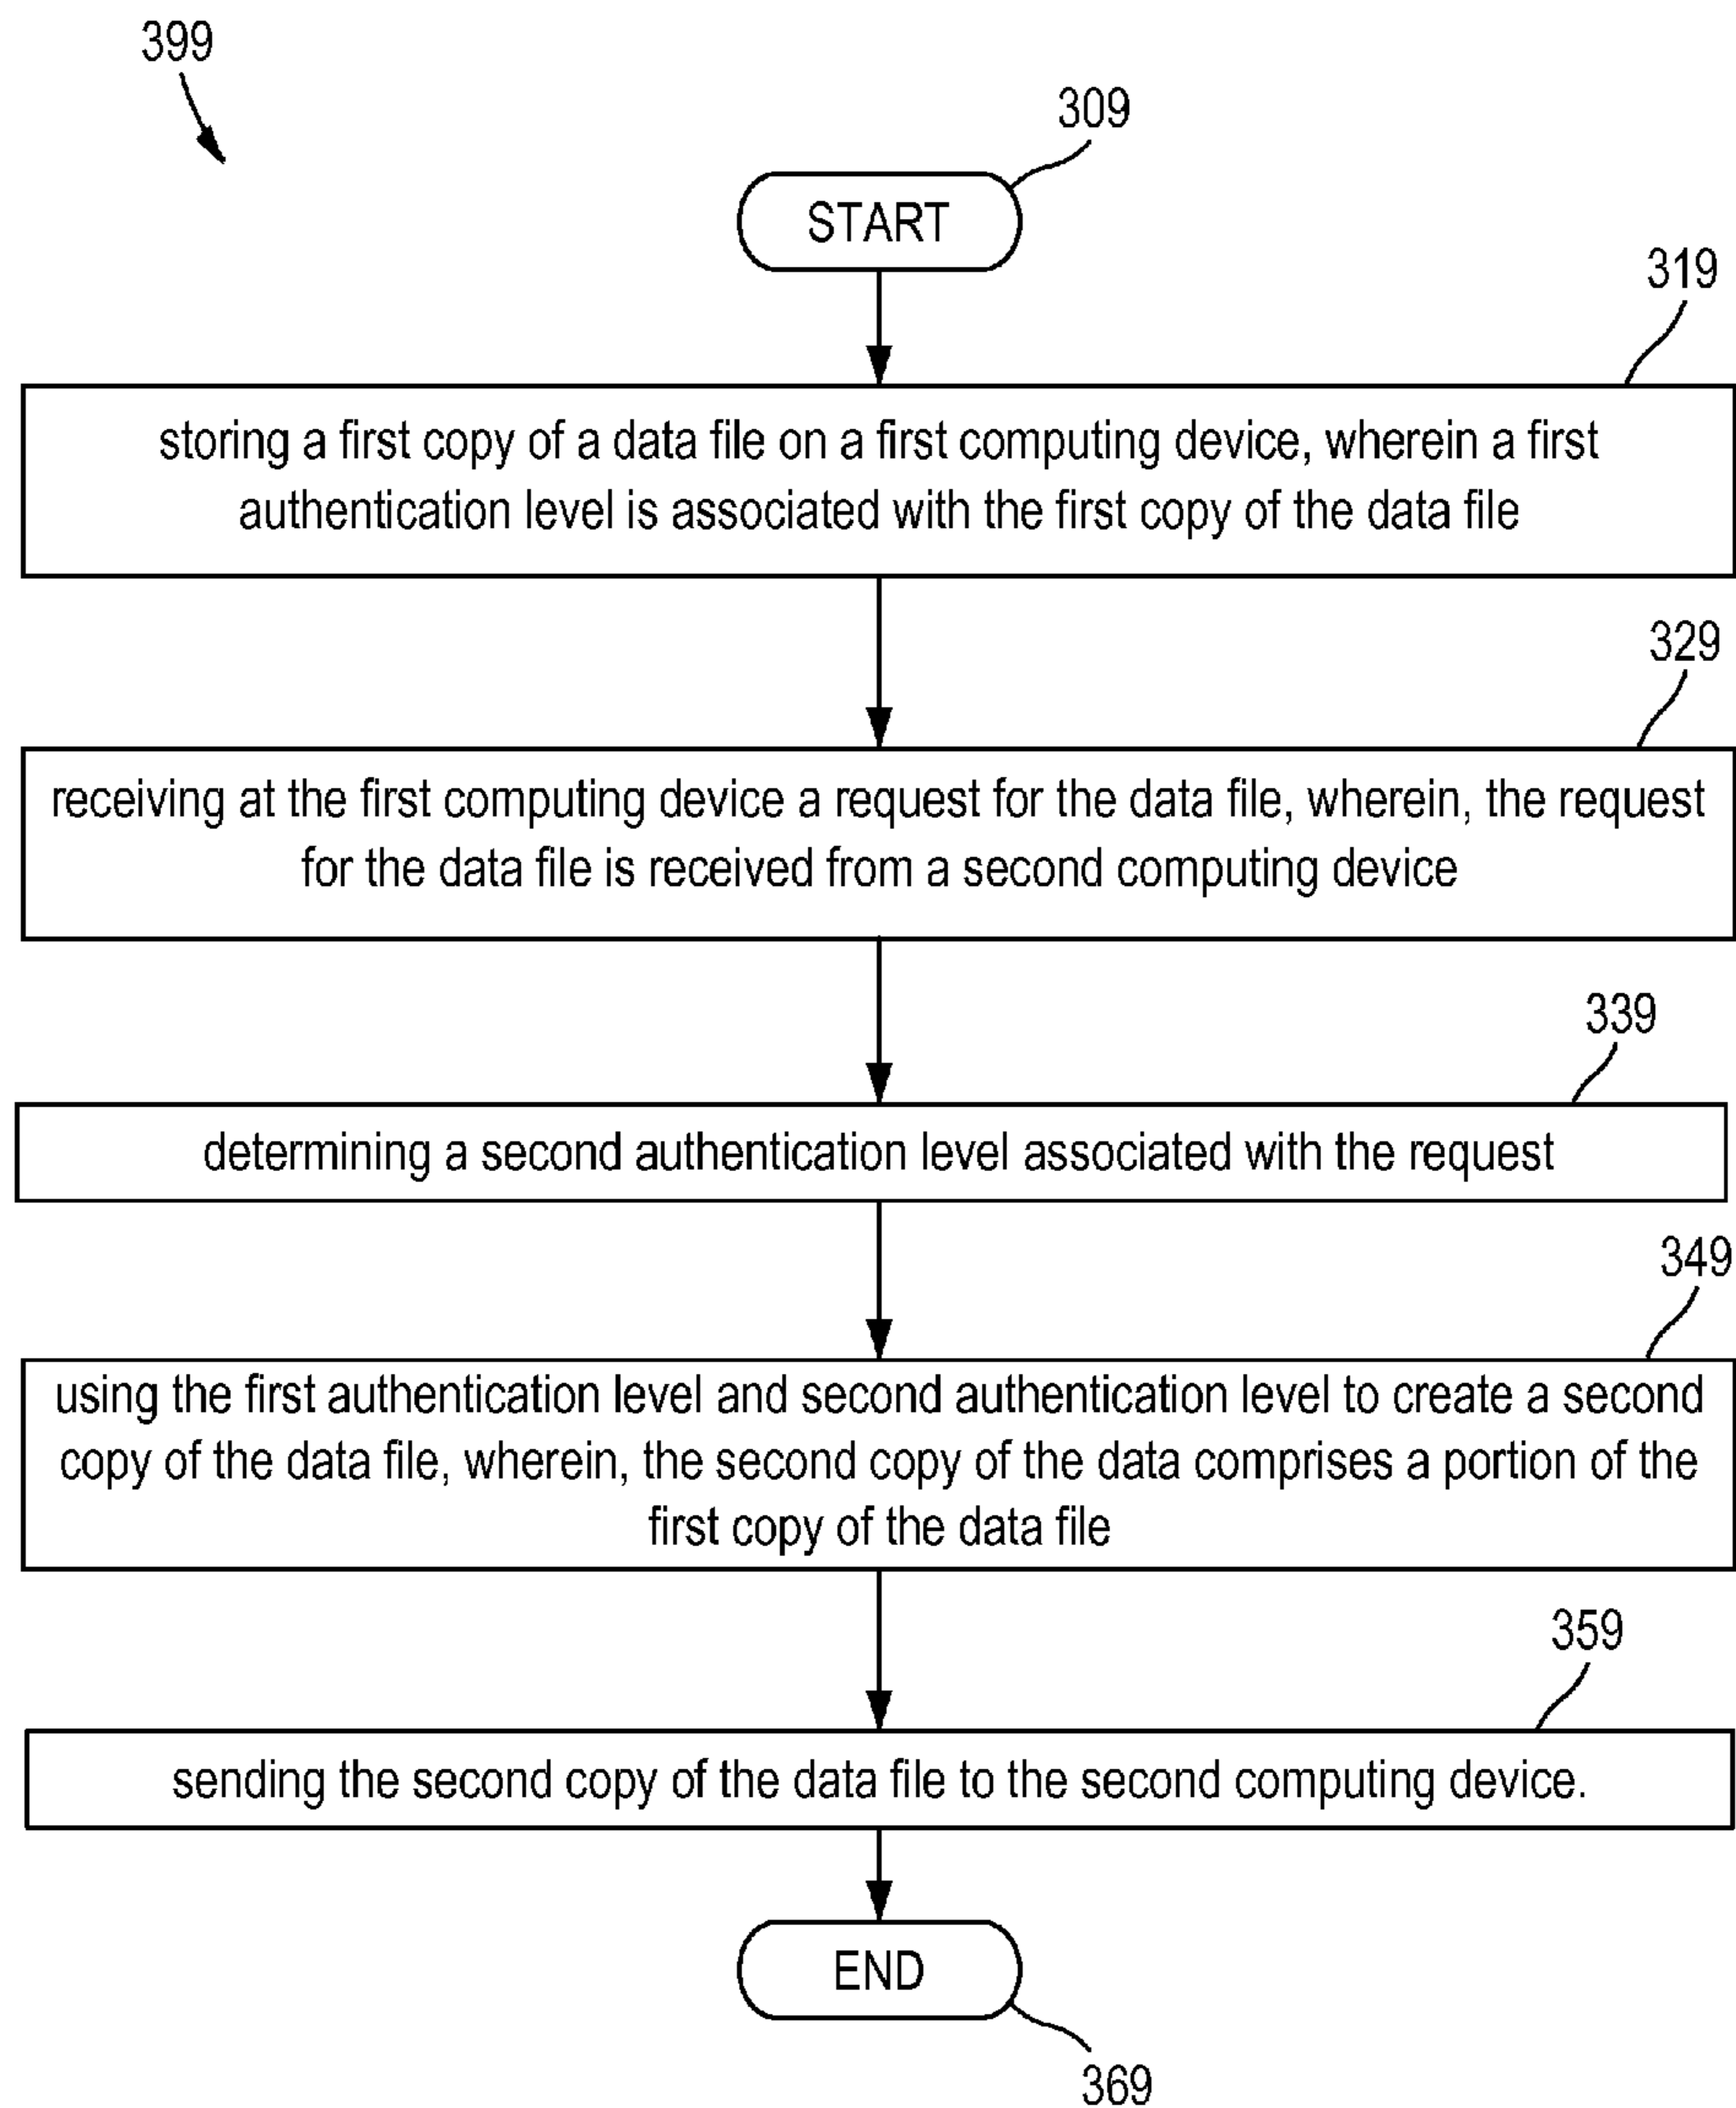 399
309
START
319
storing a first copy of a data file on a first computing device, wherein a first
authentication level is associated with the first copy of the data file
329
receiving at the first computing device a request for the data file, wherein, the request
for the data file is received from a second computing device
339
determining a second authentication level associated with the request
349
using the first authentication level and second authentication level to create a second
copy of the data file, wherein, the second copy of the data comprises a portion of the
first copy of the data file
359
sending the second copy of the data file to the second computing device.
END
369